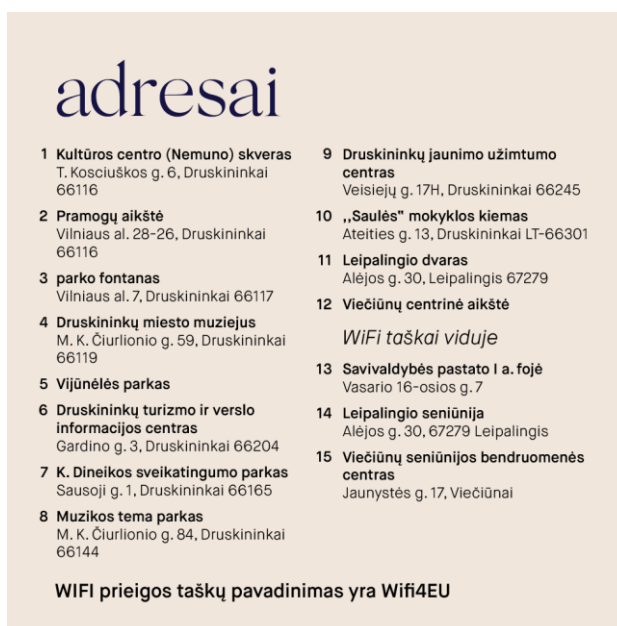 adresai
1 Kultūros centro (Nemuno) skveras
T. Kosciuškos g. 6, Druskininkai
66116
2 Pramogų aikštė
Vilniaus al. 28-26, Druskininkai
66116
3 parko fontanas
Vilniaus al. 7, Druskininkai 66117
4 Druskininkų miesto muziejus
M. K. Čiurlionio g. 59, Druskininkai
66119
5 Vijūnėlės parkas
6 Druskininkų turizmo ir verslo
informacijos centras
Gardino g. 3, Druskininkai 66204
7 K. Dineikos sveikatingumo parkas
Sausoji g. 1, Druskininkai 66165
8 Muzikos tema parkas
M. K. Čiurlionio g. 84, Druskininkai
66144
9 Druskininkų jaunimo užimtumo
centras
Veisiejų g. 17H, Druskininkai 66245
10 ,,Saulės" mokyklos kiemas
Ateities g. 13, Druskininkai LT-66301
11 Leipalingio dvaras
Alėjos g. 30, Leipalingis 67279
12 Viečiūnų centrinė aikštė
WiFi taškai viduje
13 Savivaldybės pastato I a. fojė
Vasario 16-osios g. 7
14 Leipalingio seniūnija
Alėjos g. 30, 67279 Leipalingis
15 Viečiūnų seniūnijos bendruomenės
centras
Jaunystės g. 17, Viečiūnai
WIFI prieigos taškų pavadinimas yra Wifi4EU